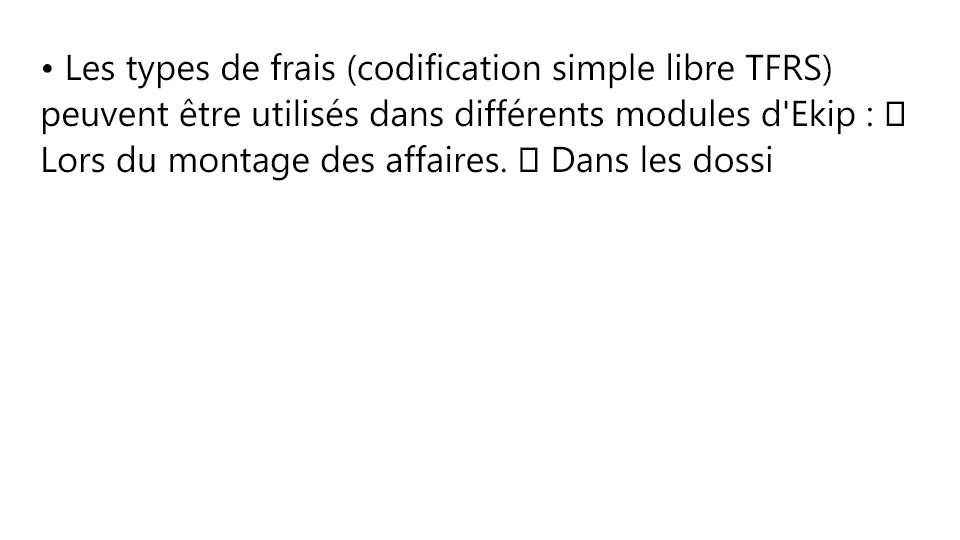 • Les types de frais (codification simple libre TFRS)
peuvent être utilisés dans différents modules d'Ekip : 
Lors du montage des affaires.  Dans les dossi